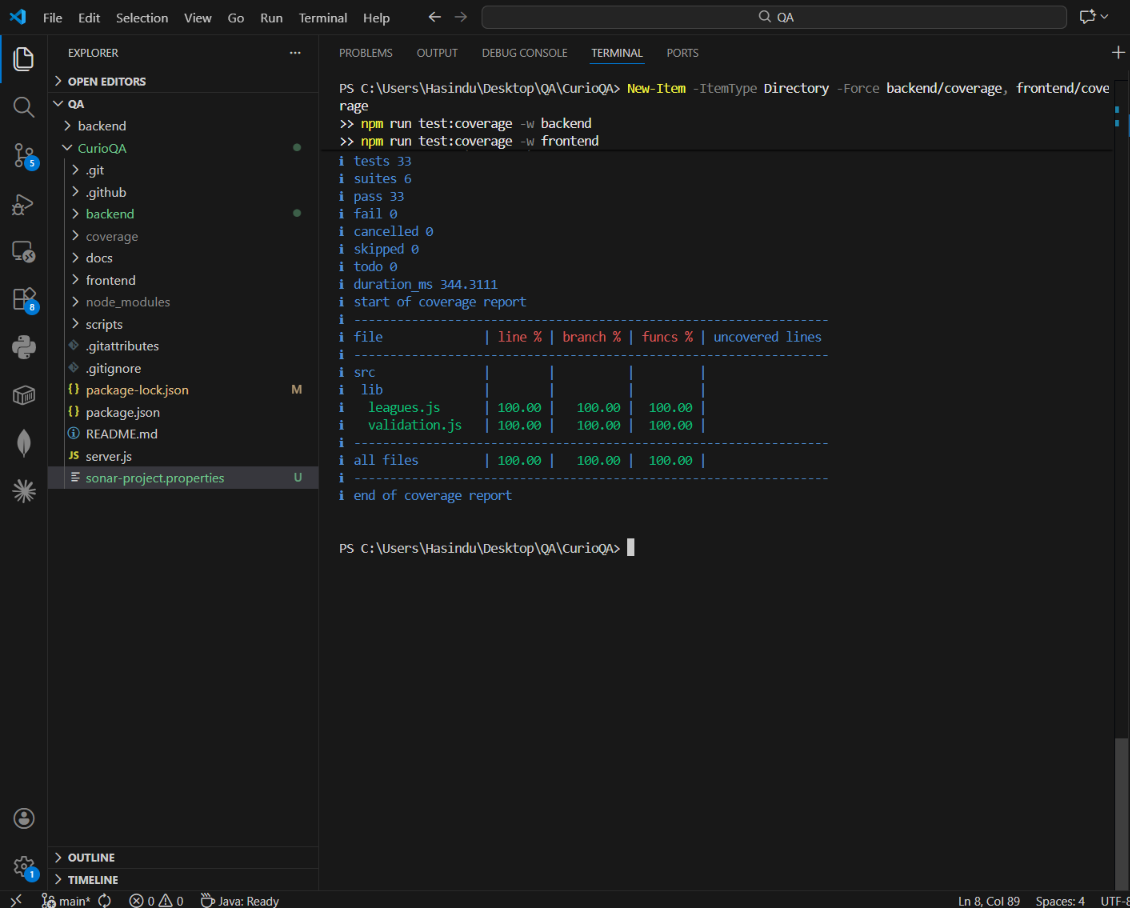 File Edit Selection View Go Run Terminal Help
QA
EXPLORER
OPEN EDITORS
QA
backend
CurioQA
.git
.github
backend
coverage
docs
frontend
node_modules
scripts
.gitattributes
.gitignore
package-lock.json M
package.json
README.md
JS server.js
sonar-project.properties U
OUTLINE
TIMELINE
5
8
1
PROBLEMS OUTPUT DEBUG CONSOLE TERMINAL PORTS
PS C:\Users\Hasindu\Desktop\QA\CurioQA> New-Item -ItemType Directory -Force backend/coverage, frontend/cove
rage
>> npm run test:coverage -w backend
>> npm run test:coverage -w frontend
ℹ tests 33
ℹ suites 6
ℹ pass 33
ℹ fail 0
ℹ cancelled 0
ℹ skipped 0
ℹ todo 0
ℹ duration_ms 344.3111
ℹ start of coverage report
ℹ ------------------------------------------------------------------
ℹ file | line % | branch % | funcs % | uncovered lines
ℹ ------------------------------------------------------------------
ℹ src | | | |
ℹ lib | | | |
ℹ leagues.js | 100.00 | 100.00 | 100.00 |
ℹ validation.js | 100.00 | 100.00 | 100.00 |
ℹ ------------------------------------------------------------------
ℹ all files | 100.00 | 100.00 | 100.00 |
ℹ ------------------------------------------------------------------
ℹ end of coverage report
PS C:\Users\Hasindu\Desktop\QA\CurioQA>
main* 0 0 Java: Ready Ln 8, Col 89 Spaces: 4 UTF-8